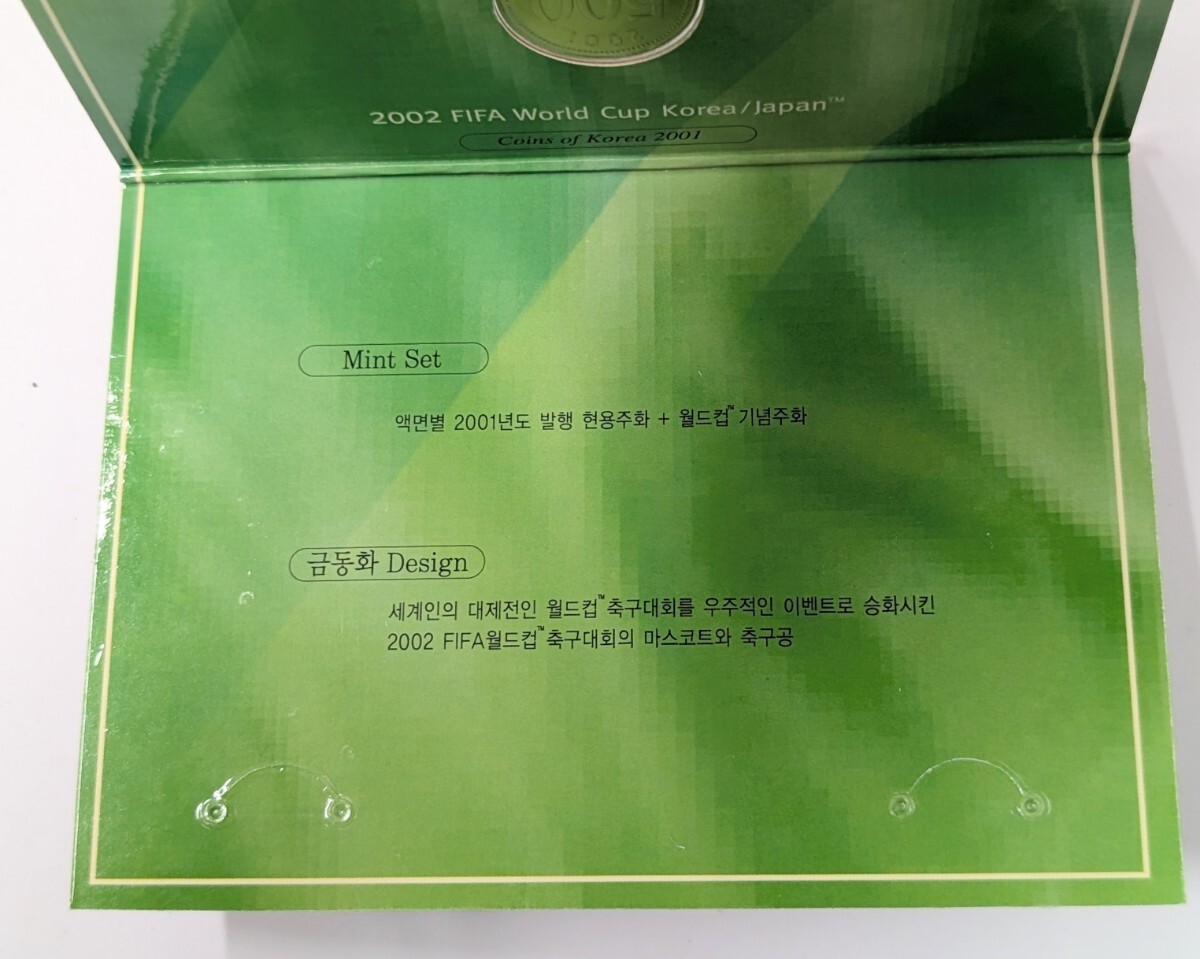 2002 FIFA World Cup Korea/Japan™
Coins of Korea 2001
Mint Set
액면별 2001년도 발행 현용주화 + 월드컵™ 기념주화
금동화 Design
세계인의 대제전인 월드컵™축구대회를 우주적인 이벤트로 승화시킨
2002 FIFA월드컵™축구대회의 마스코트와 축구공